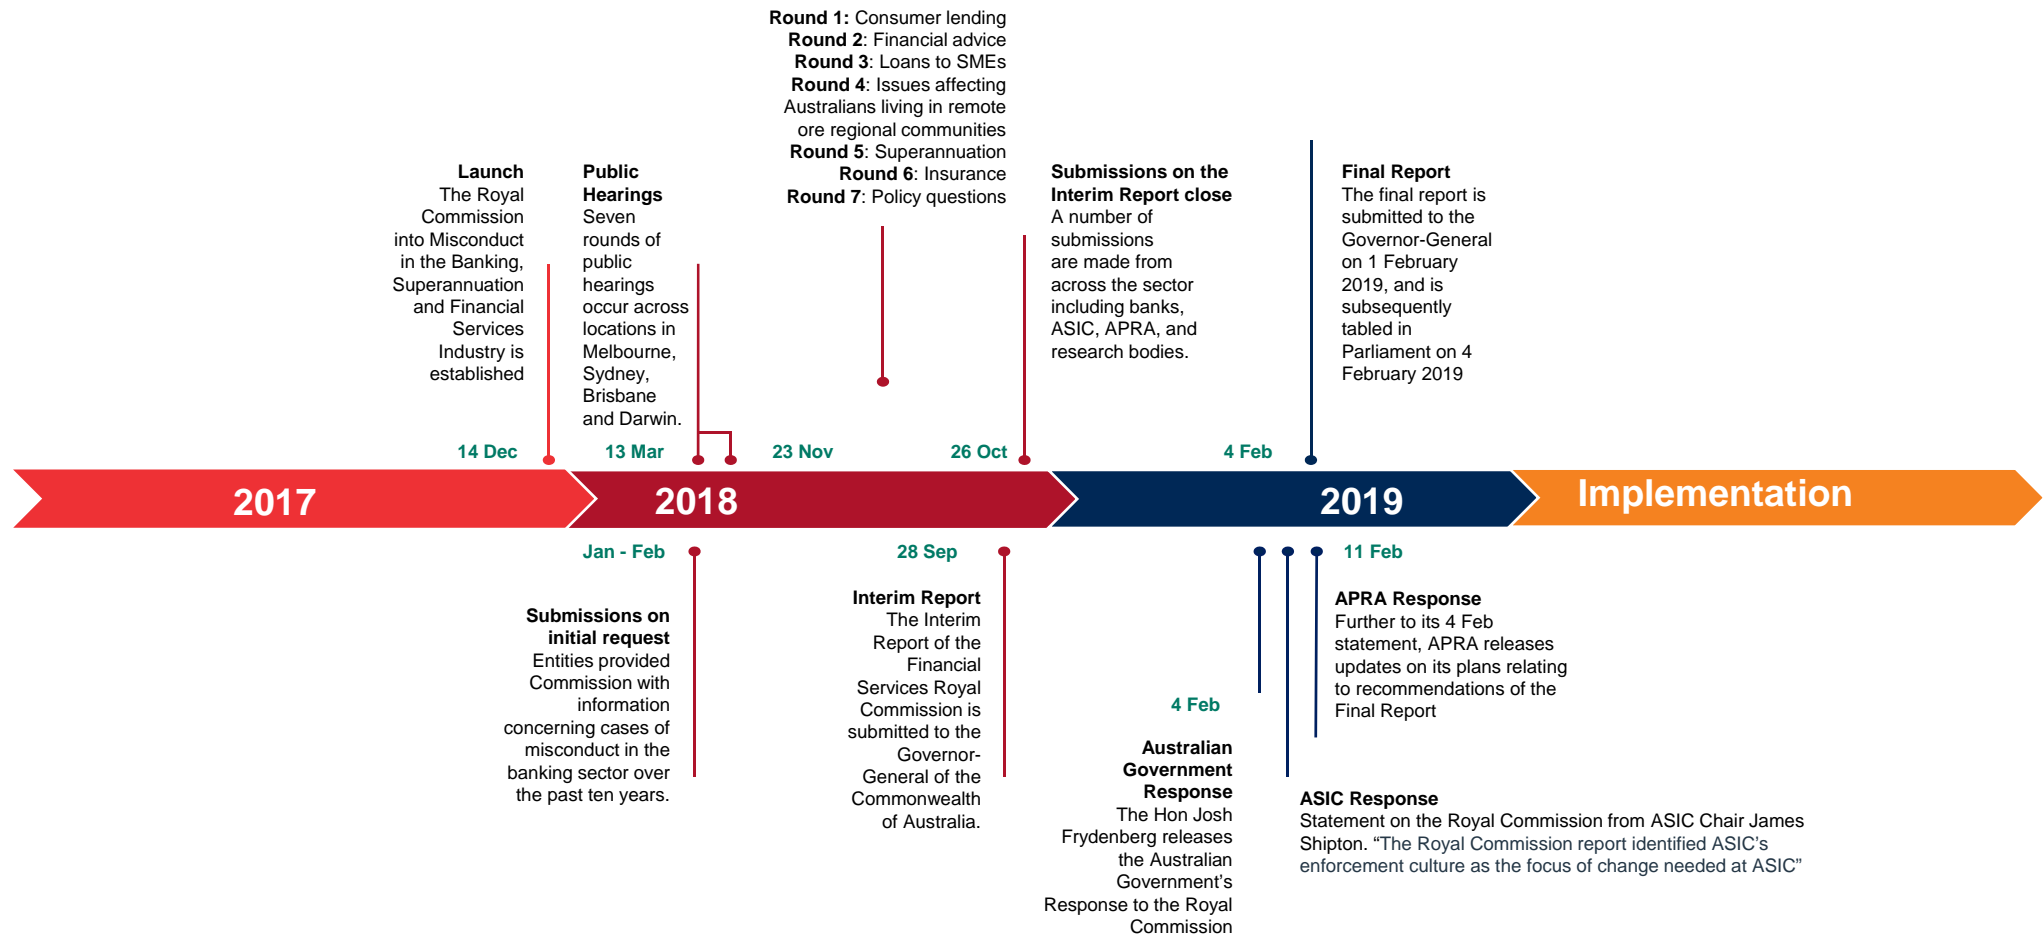 Round 1: Consumer lending
Round 2: Financial advice
Round 3: Loans to SMEs
Round 4: Issues affecting
Australians living in remote
ore regional communities
Round 5: Superannuation
Round 6: Insurance
Round 7: Policy questions
Launch
The Royal
Commission
into Misconduct
in the Banking,
Superannuation
and Financial
Services
Industry is
established
Public
Hearings
Seven
rounds of
public
hearings
occur across
locations in
Melbourne,
Sydney,
Brisbane
and Darwin.
Submissions on the
Interim Report close
A number of
submissions
are made from
across the sector
including banks,
ASIC, APRA, and
research bodies.
Final Report
The final report is
submitted to the
Governor-General
on 1 February
2019, and is
subsequently
tabled in
Parliament on 4
February 2019
14 Dec
13 Mar
23 Nov
26 Oct
4 Feb
2017
2018
2019
Implementation
Jan - Feb
28 Sep
11 Feb
Submissions on
initial request
Entities provided
Commission with
information
concerning cases of
misconduct in the
banking sector over
the past ten years.
Interim Report
The Interim
Report of the
Financial
Services Royal
Commission is
submitted to the
Governor-
General of the
Commonwealth
of Australia.
4 Feb
Australian
Government
Response
The Hon Josh
Frydenberg releases
the Australian
Government’s
Response to the Royal
Commission
APRA Response
Further to its 4 Feb
statement, APRA releases
updates on its plans relating
to recommendations of the
Final Report
ASIC Response
Statement on the Royal Commission from ASIC Chair James
Shipton. “The Royal Commission report identified ASIC’s
enforcement culture as the focus of change needed at ASIC”